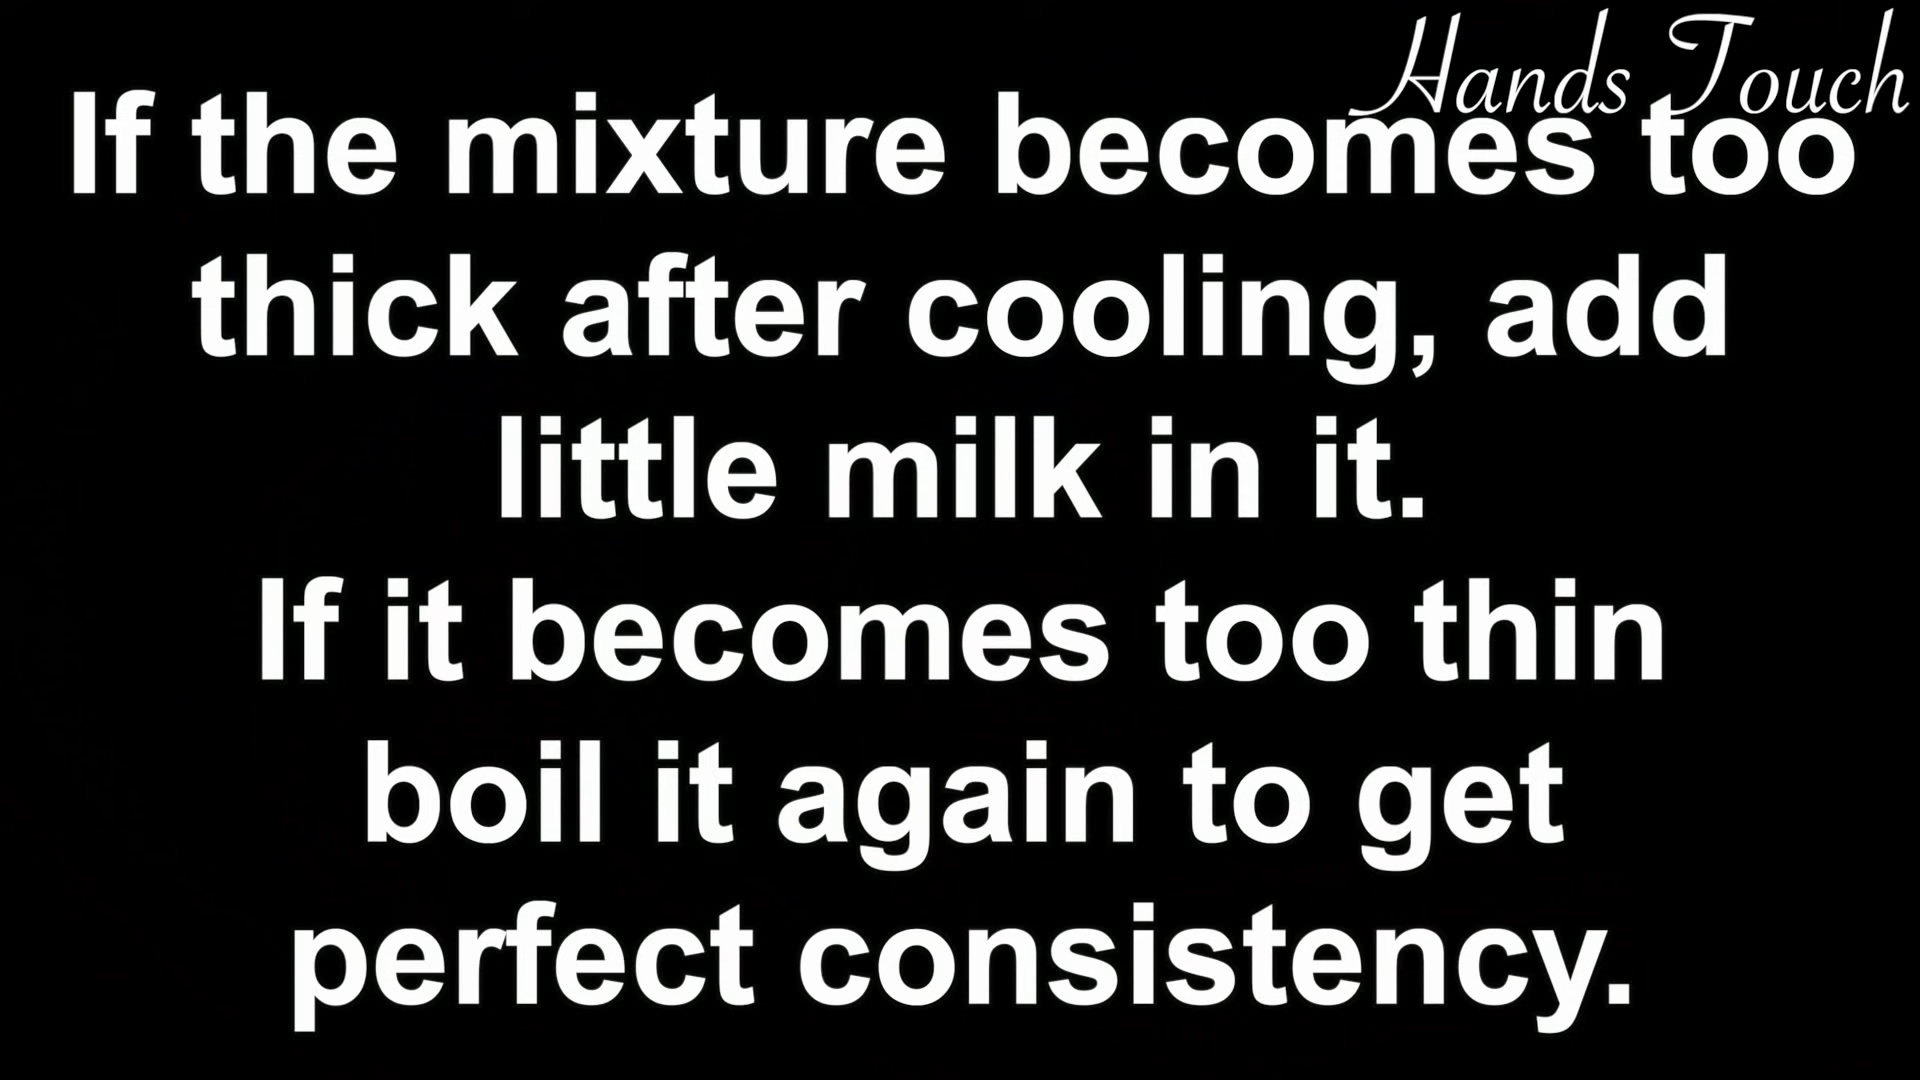 Hands Touch
If the mixture becomes too
thick after cooling, add
little milk in it.
If it becomes too thin
boil it again to get
perfect consistency.